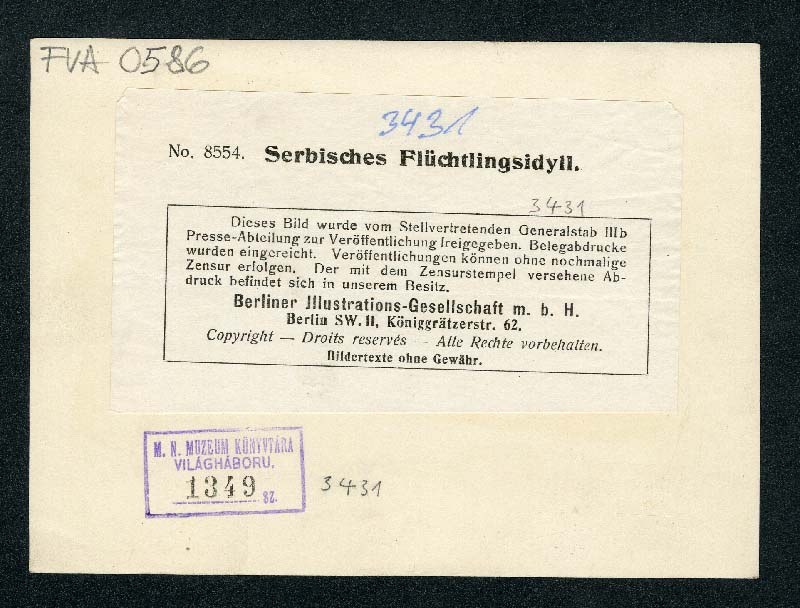 FVA 0586
3431
No. 8554. Serbisches Flüchtlingsidyll.
3431
Dieses Bild wurde vom Stellvertretenden Generalstab IIIb
Presse-Abteilung zur Veröffentlichung freigegeben. Belegabdrucke
wurden eingereicht. Veröffentlichungen können ohne nochmalige
Zensur erfolgen. Der mit dem Zensurstempel versehene Ab-
druck befindet sich in unserem Besitz.
Berliner Jllustrations-Gesellschaft m. b. H.
Berlin SW. 11, Königgrätzerstr. 62.
Copyright — Droits reservés — Alle Rechte vorbehalten.
Bildertexte ohne Gewähr.
M. N. MUZEUM KÖNYVTÁRA
VILÁGHÁBORU.
1349 SZ.
3431